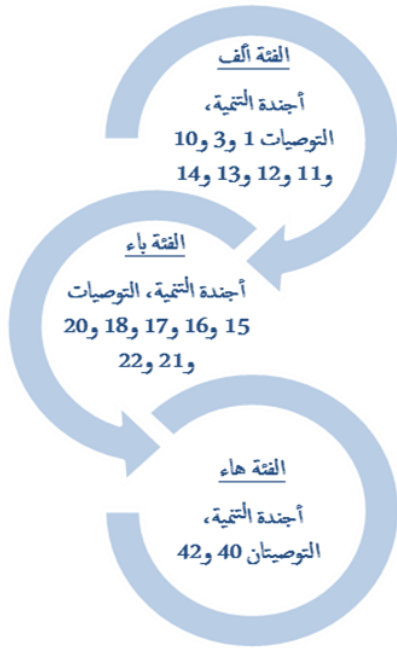 الفئة ألف
أجندة التنمية،
التوصيات 1 و3 و10
و11 و12 و13 و14
الفئة باء
أجندة التنمية، التوصيات
15 و16 و17 و18 و20
و21 و22
الفئة هاء
أجندة التنمية،
التوصيتان 40 و42